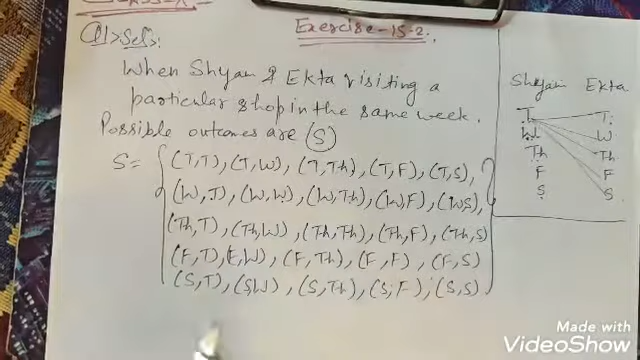 Exercise-15.2.
Q1>Sol>:
When Shyam & Ekta visiting a
particular shop in the same week.
Possible outcomes are (S)
S= {(T,T), (T,W), (T,Th), (T,F), (T,S),
(W,T), (W,W), (W,Th), (W,F), (W,S),
(Th,T), (Th,W), (Th,Th), (Th,F), (Th,S)
(F,T), (F,W), (F,Th), (F,F), (F,S)
(S,T), (S,W), (S,Th), (S,F), (S,S)}
Shyam Ekta
T T
W W
Th Th
F F
S S
Made with
VideoShow